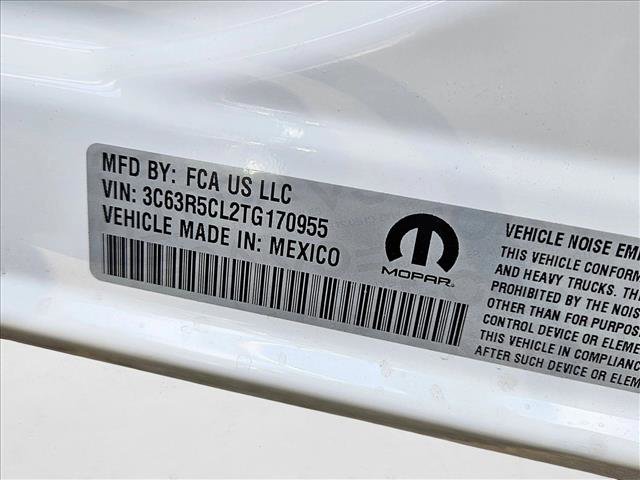 MFD BY: FCA US LLC
VIN: 3C63R5CL2TG170955
VEHICLE MADE IN: MEXICO
MOPAR
VEHICLE NOISE EMI
THIS VEHICLE CONFORM
AND HEAVY TRUCKS. THE
PROHIBITED BY THE NOIS
OTHER THAN FOR PURPOS
CONTROL DEVICE OR ELEME
THIS VEHICLE IN COMPLIANC
AFTER SUCH DEVICE OR ELEM